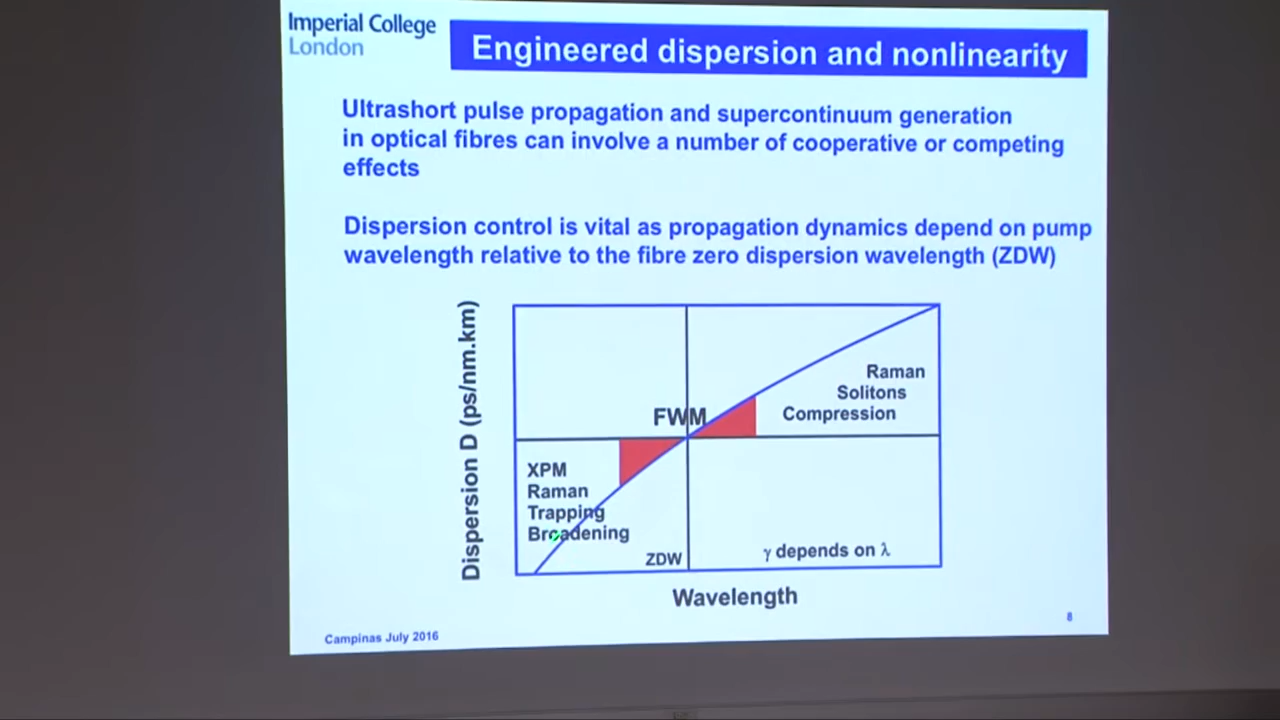 Imperial College
London
Engineered dispersion and nonlinearity
Ultrashort pulse propagation and supercontinuum generation
in optical fibres can involve a number of cooperative or competing
effects
Dispersion control is vital as propagation dynamics depend on pump
wavelength relative to the fibre zero dispersion wavelength (ZDW)
Dispersion D (ps/nm.km)
Raman
Solitons
Compression
FWM
XPM
Raman
Trapping
Broadening
ZDW
γ depends on λ
Wavelength
Campinas July 2016
8